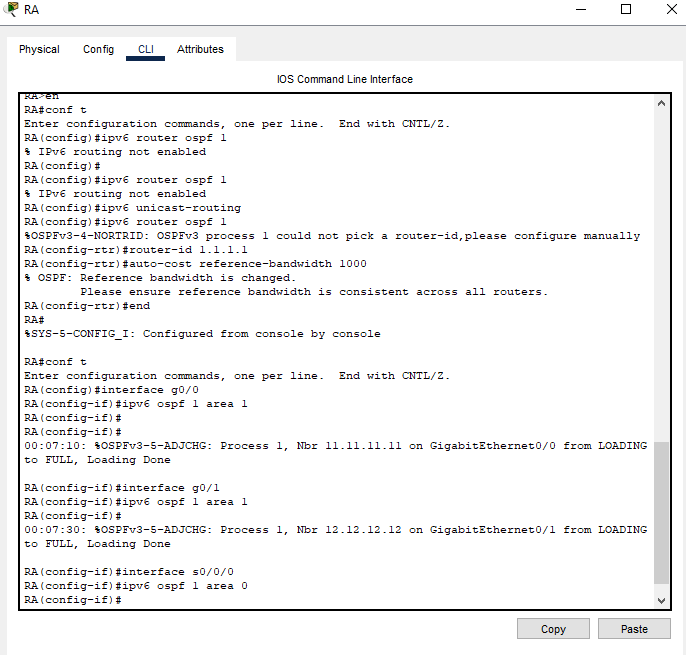 RA
Physical Config CLI Attributes
IOS Command Line Interface
RA>en
RA#conf t
Enter configuration commands, one per line.  End with CNTL/Z.
RA(config)#ipv6 router ospf 1
% IPv6 routing not enabled
RA(config)#
RA(config)#ipv6 router ospf 1
% IPv6 routing not enabled
RA(config)#ipv6 unicast-routing
RA(config)#ipv6 router ospf 1
%OSPFv3-4-NORTRID: OSPFv3 process 1 could not pick a router-id,please configure manually
RA(config-rtr)#router-id 1.1.1.1
RA(config-rtr)#auto-cost reference-bandwidth 1000
% OSPF: Reference bandwidth is changed.
        Please ensure reference bandwidth is consistent across all routers.
RA(config-rtr)#end
RA#
%SYS-5-CONFIG_I: Configured from console by console
RA#conf t
Enter configuration commands, one per line.  End with CNTL/Z.
RA(config)#interface g0/0
RA(config-if)#ipv6 ospf 1 area 1
RA(config-if)#
RA(config-if)#
00:07:10: %OSPFv3-5-ADJCHG: Process 1, Nbr 11.11.11.11 on GigabitEthernet0/0 from LOADING
to FULL, Loading Done
RA(config-if)#interface g0/1
RA(config-if)#ipv6 ospf 1 area 1
RA(config-if)#
00:07:30: %OSPFv3-5-ADJCHG: Process 1, Nbr 12.12.12.12 on GigabitEthernet0/1 from LOADING
to FULL, Loading Done
RA(config-if)#interface s0/0/0
RA(config-if)#ipv6 ospf 1 area 0
RA(config-if)#
Copy Paste